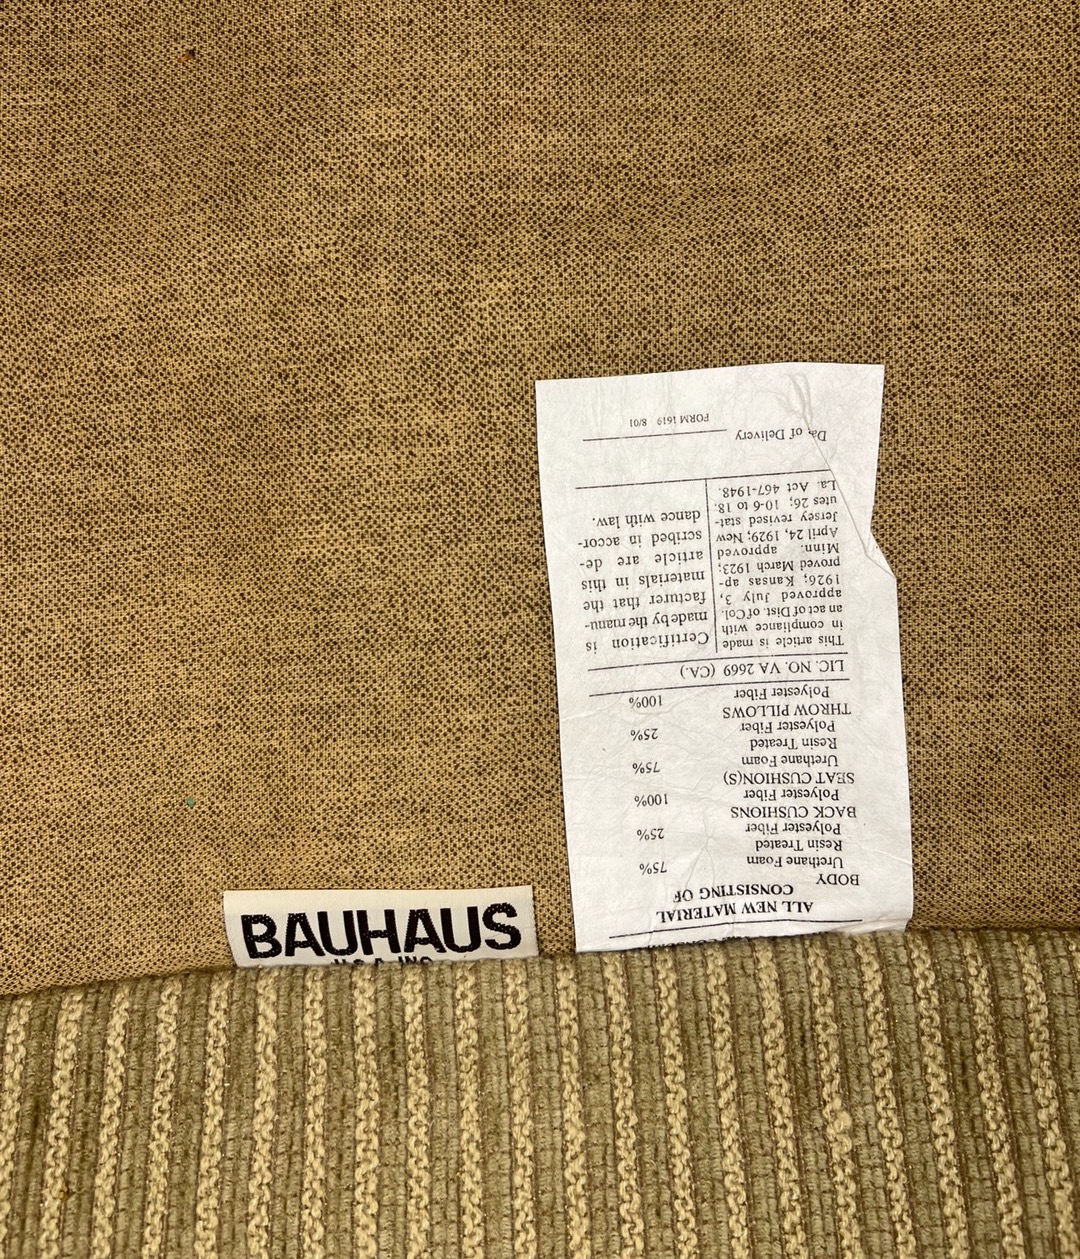 BAUHAUS
U.S.A. INC.
ALL NEW MATERIAL
CONSISTING OF
BODY
Urethane Foam 75%
Resin Treated
Polyester Fiber 25%
BACK CUSHIONS
Polyester Fiber 100%
SEAT CUSHION(S)
Urethane Foam 75%
Resin Treated
Polyester Fiber 25%
THROW PILLOWS
Polyester Fiber 100%
LIC. NO. VA 2669 (CA.)
This article is made
in compliance with
an act of Dist. of Col.
approved July 3,
1926; Kansas ap-
proved March 1923;
Minn. approved
April 24, 1929; New
Jersey revised stat-
utes 26; 10-6 to 18.
La. Act 467-1948.
Certification is
made by the manu-
facturer that the
materials in this
article are de-
scribed in accor-
dance with law.
of Delivery
FORM 1619 8/01